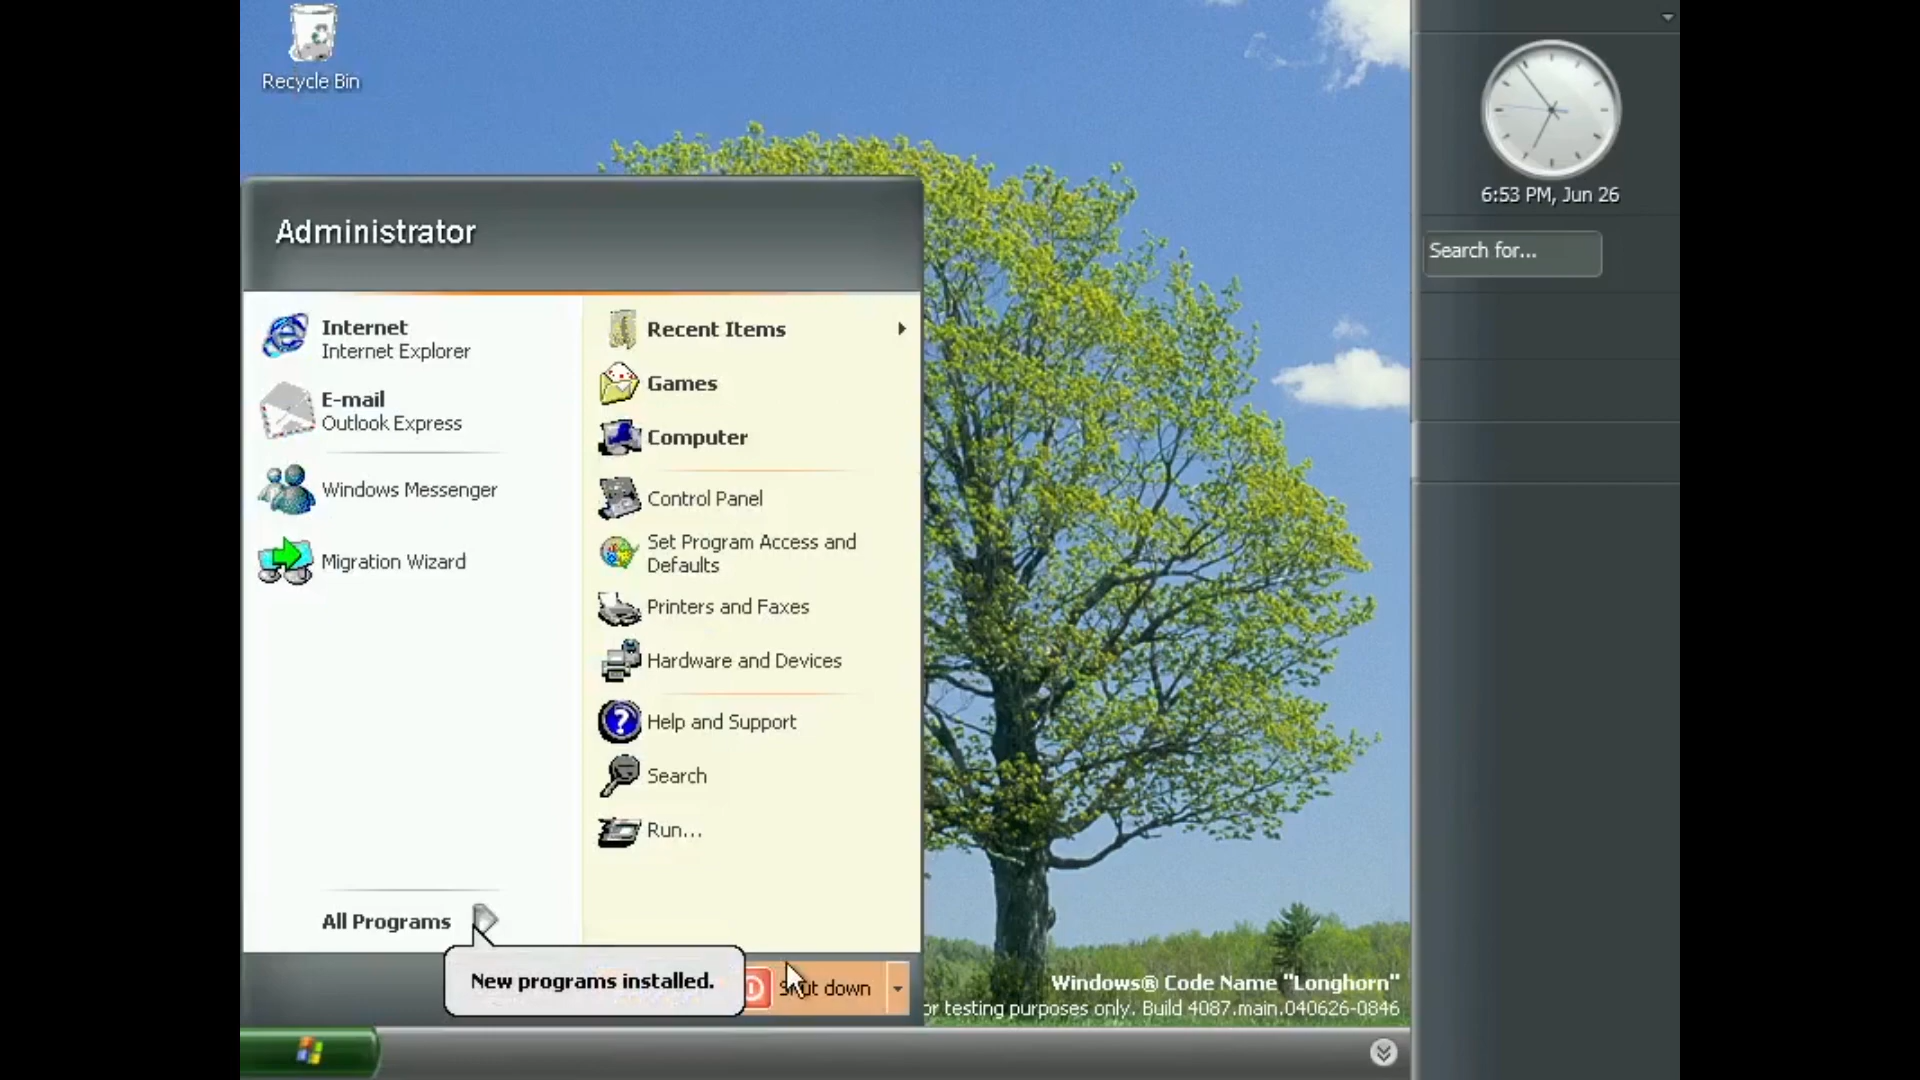 Recycle Bin
6:53 PM, Jun 26
Search for...
Administrator
Internet
Internet Explorer
E-mail
Outlook Express
Windows Messenger
Migration Wizard
All Programs
Recent Items
Games
Computer
Control Panel
Set Program Access and
Defaults
Printers and Faxes
Hardware and Devices
Help and Support
Search
Run...
New programs installed.
Shut down
Windows® Code Name "Longhorn"
testing purposes only. Build 4087.main.040626-0846